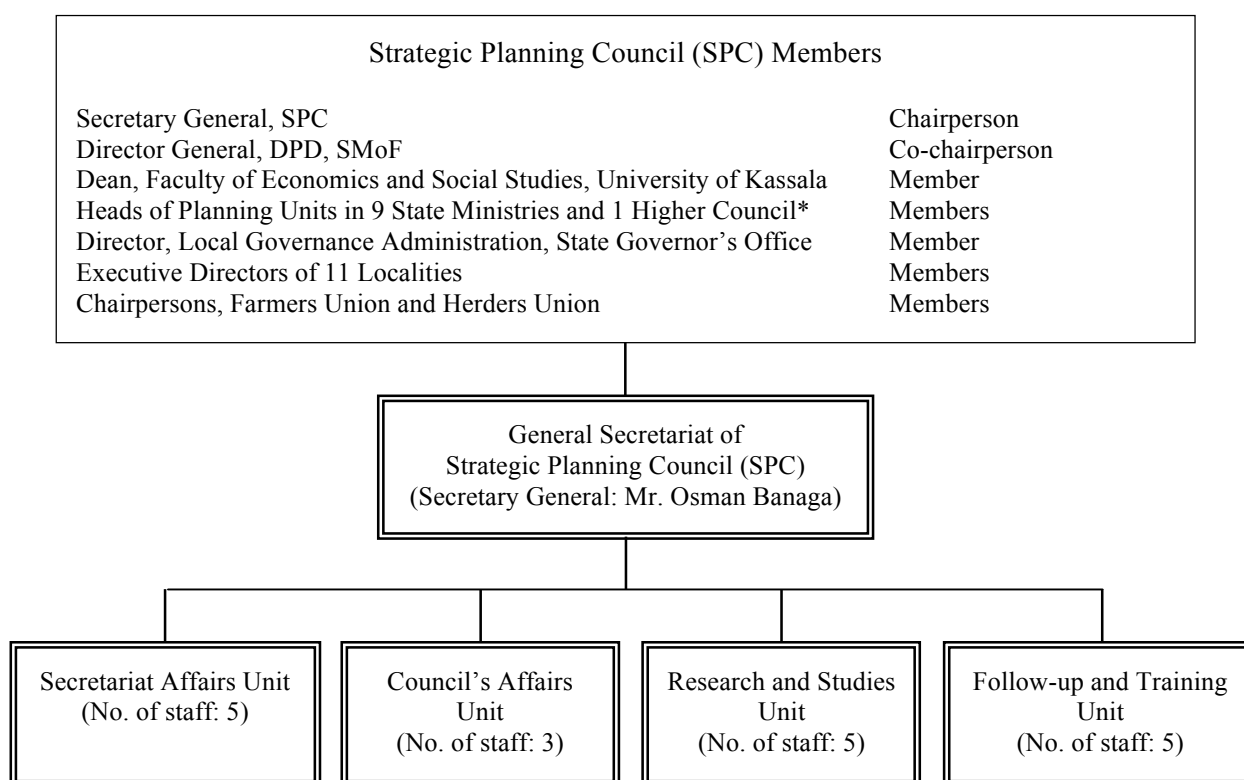 Strategic Planning Council (SPC) Members
Secretary General, SPC Chairperson
Director General, DPD, SMoF Co-chairperson
Dean, Faculty of Economics and Social Studies, University of Kassala Member
Heads of Planning Units in 9 State Ministries and 1 Higher Council* Members
Director, Local Governance Administration, State Governor's Office Member
Executive Directors of 11 Localities Members
Chairpersons, Farmers Union and Herders Union Members
General Secretariat of
Strategic Planning Council (SPC)
(Secretary General: Mr. Osman Banaga)
Secretariat Affairs Unit
(No. of staff: 5)
Council's Affairs
Unit
(No. of staff: 3)
Research and Studies
Unit
(No. of staff: 5)
Follow-up and Training
Unit
(No. of staff: 5)